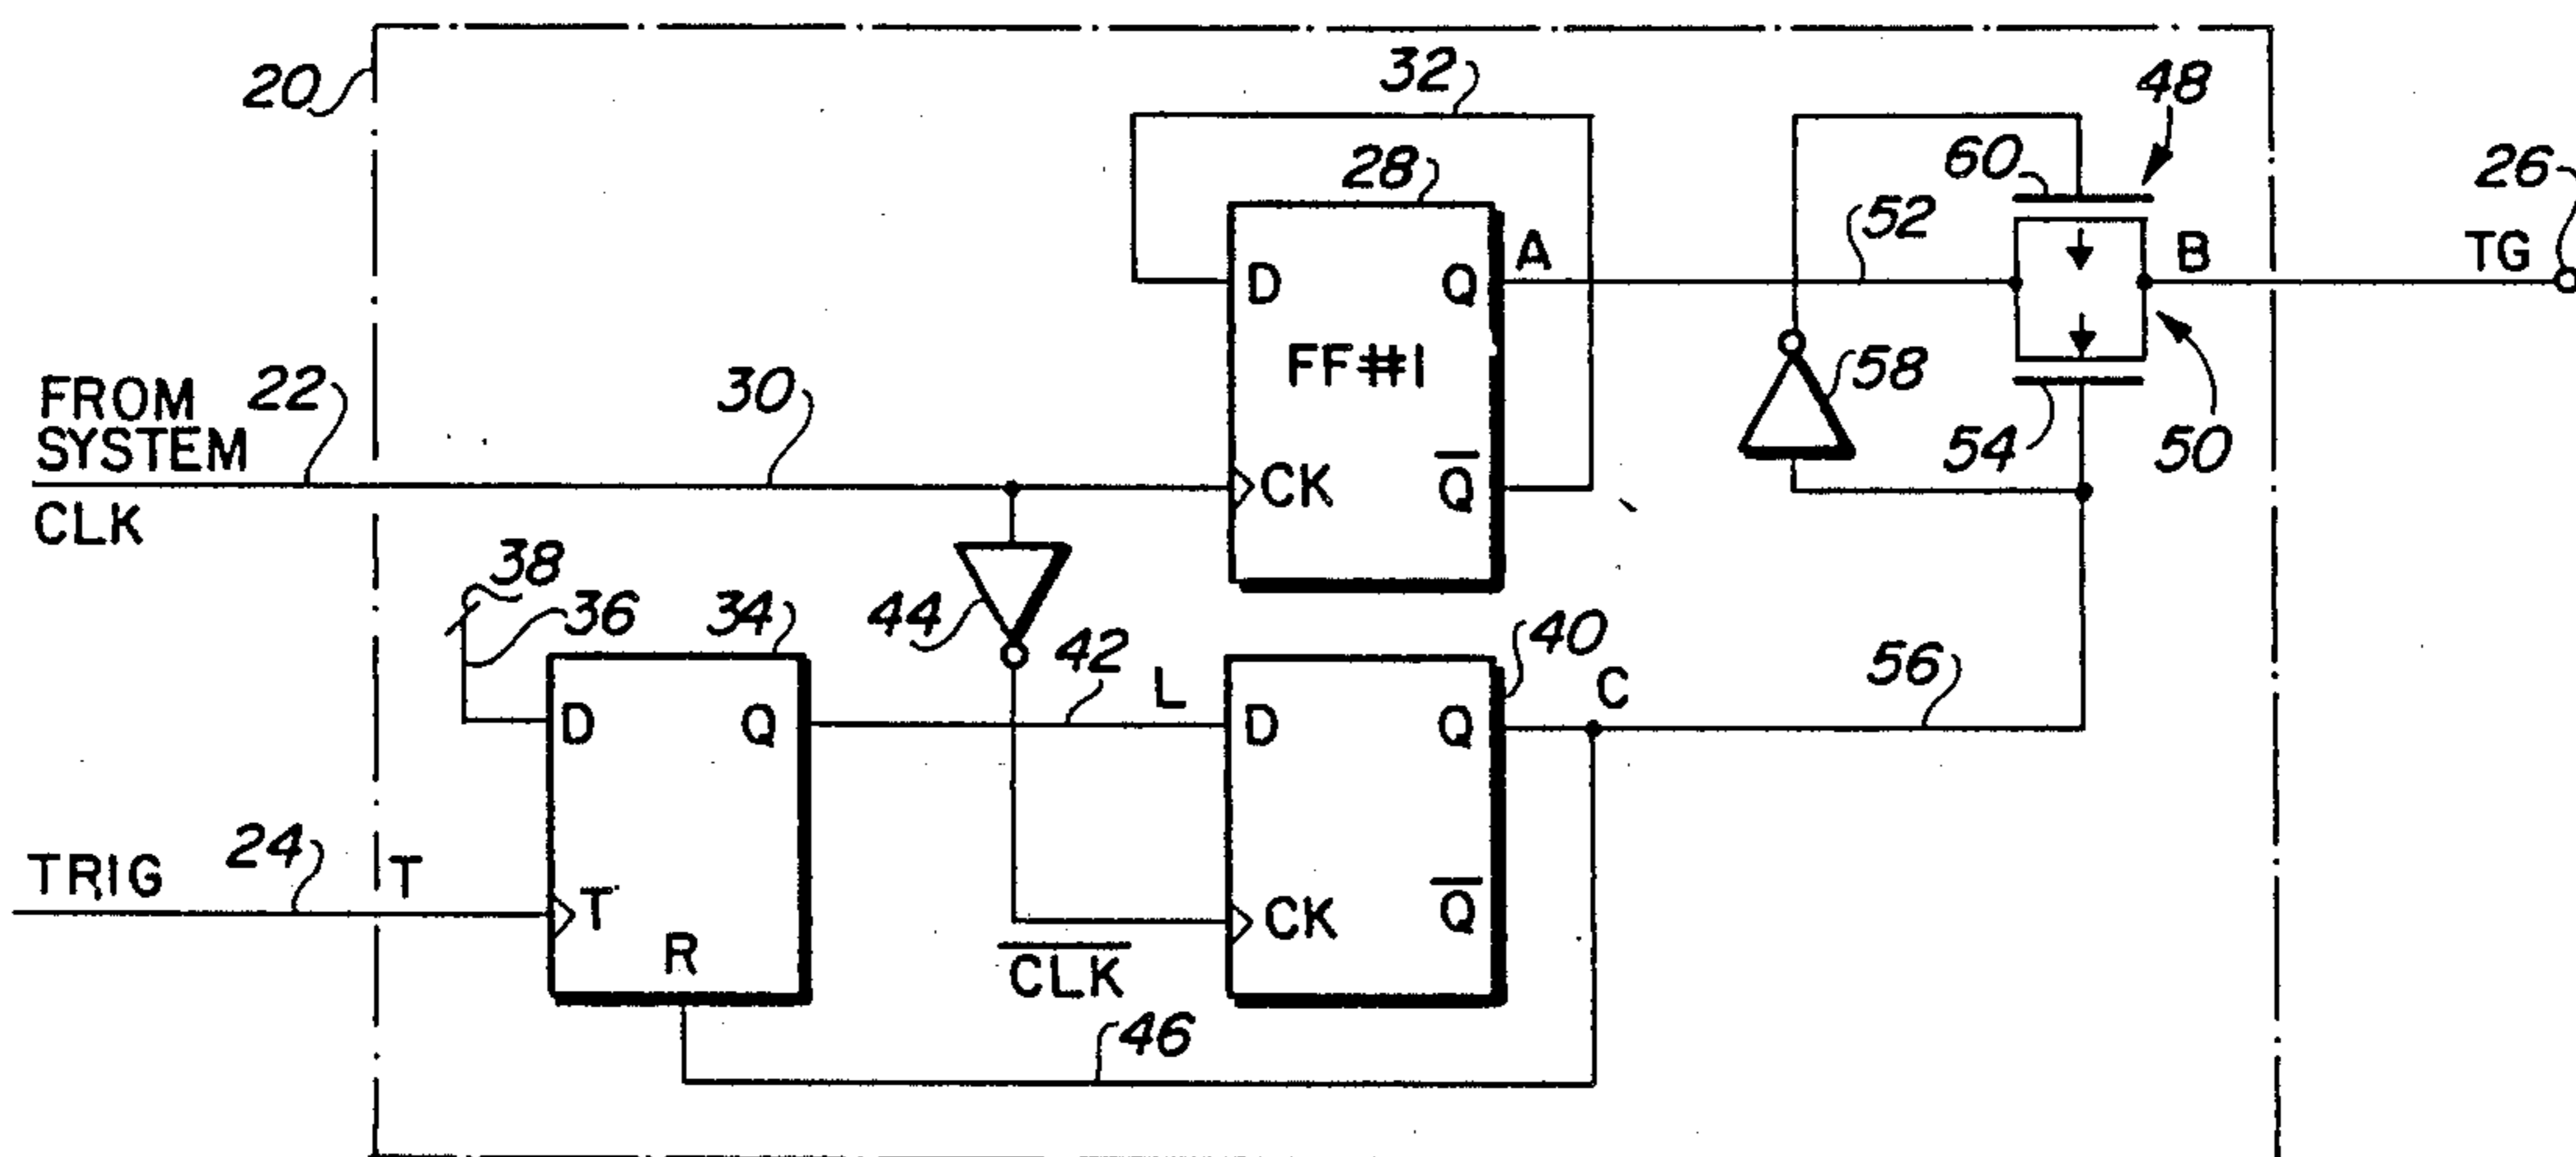 20
32
48
28
60
26
52
A
B
TG
D
Q
FF#1
58
FROM
SYSTEM
22
30
CLK
CK
Q̅
54
50
38
36
34
44
42
L
40
C
56
D
Q
D
Q
TRIG
24
T
T
R
C̅L̅K̅
CK
Q̅
46